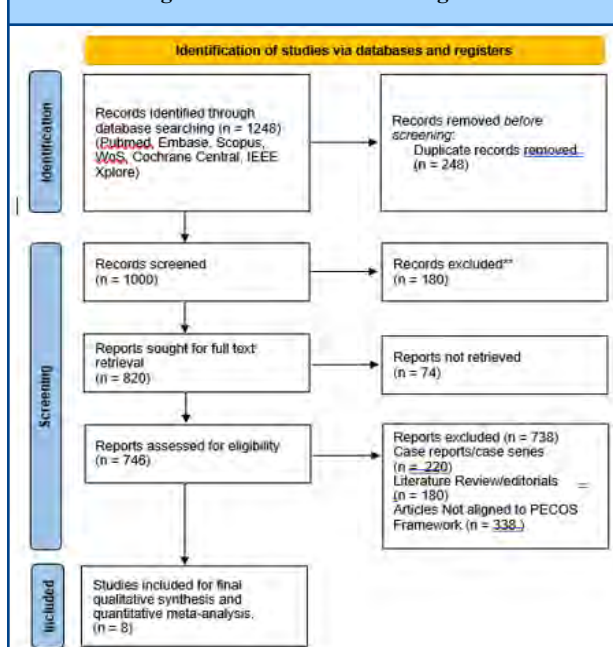 Identification of studies via databases and registers
Identification
Records identified through
database searching (n = 1248)
(Pubmed, Embase, Scopus,
WoS, Cochrane Central, IEEE
Xplore)
Records removed before
screening:
Duplicate records removed
(n = 248)
Screening
Records screened
(n = 1000)
Records excluded**
(n = 180)
Reports sought for full text
retrieval
(n = 820)
Reports not retrieved
(n = 74)
Reports assessed for eligibility
(n = 746)
Reports excluded (n = 738)
Case reports/case series
(n = 220)
Literature Review/editorials
(n = 180)
Articles Not aligned to PECOS
Framework (n = 338 )
Included
Studies included for final
qualitative synthesis and
quantitative meta-analysis.
(n = 8)